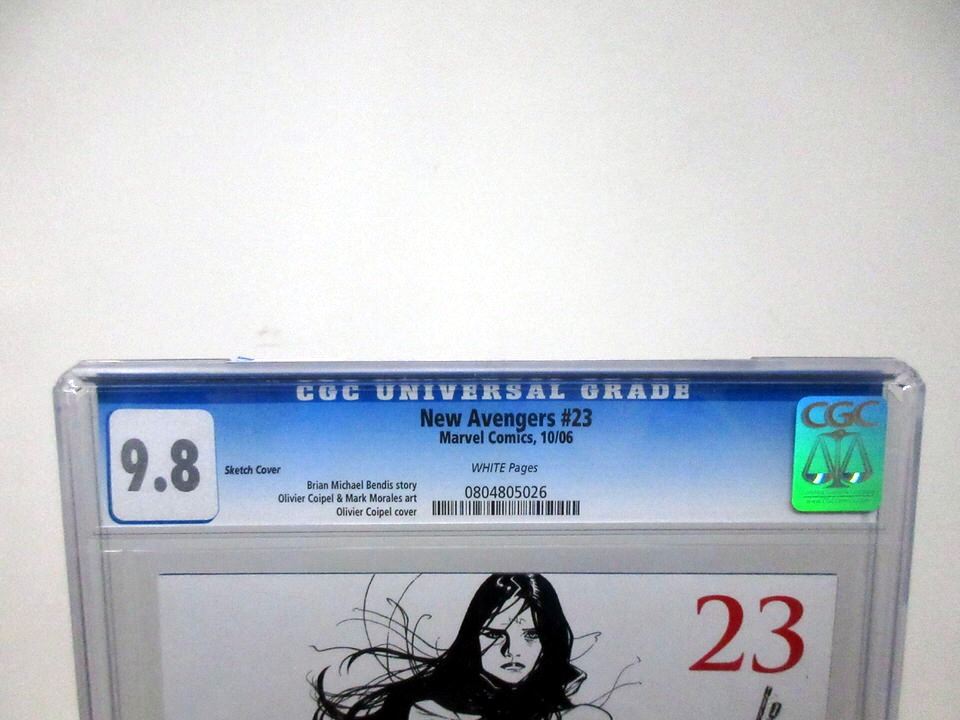 CGC UNIVERSAL GRADE
New Avengers #23
Marvel Comics, 10/06
9.8
Sketch Cover
WHITE Pages
Brian Michael Bendis story
Olivier Coipel & Mark Morales art
Olivier Coipel cover
0804805026
CGC
23